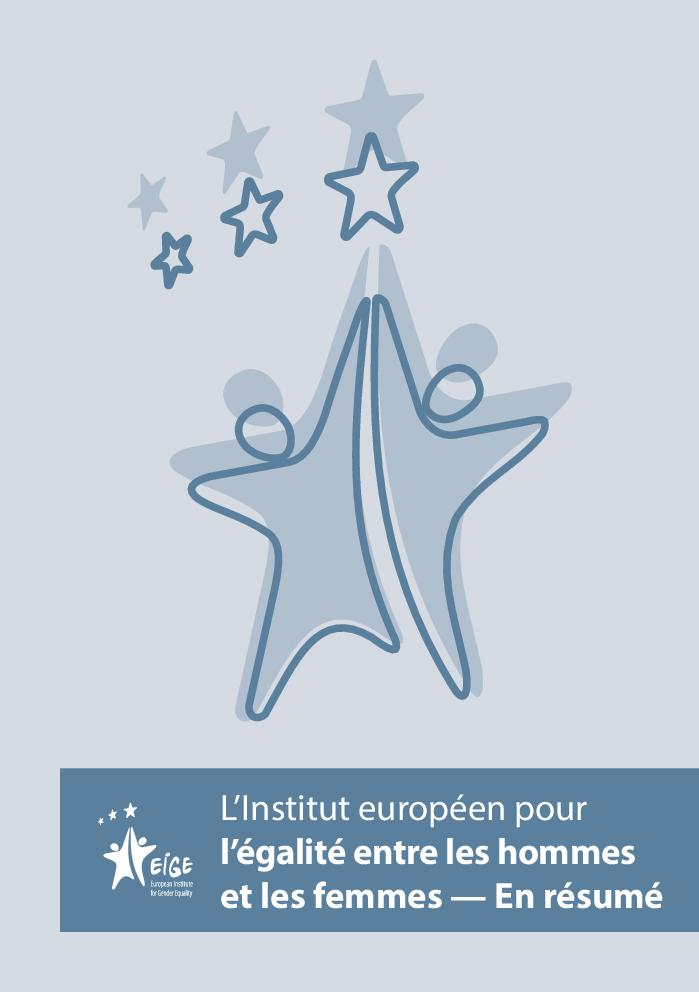 L'Institut européen pour
l'égalité entre les hommes
et les femmes — En résumé
EIGE
European Institute
for Gender Equality